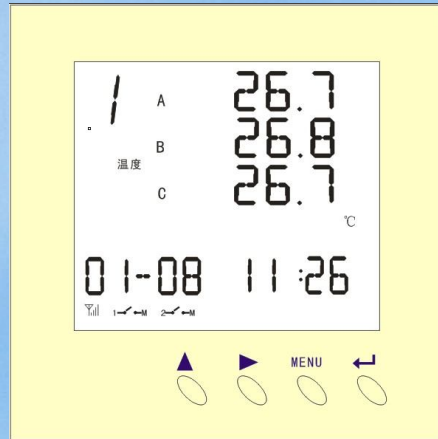 1 A 26.7
B 26.8
温度
C 26.7
℃
01-08 11:26
1 M 2 M
MENU